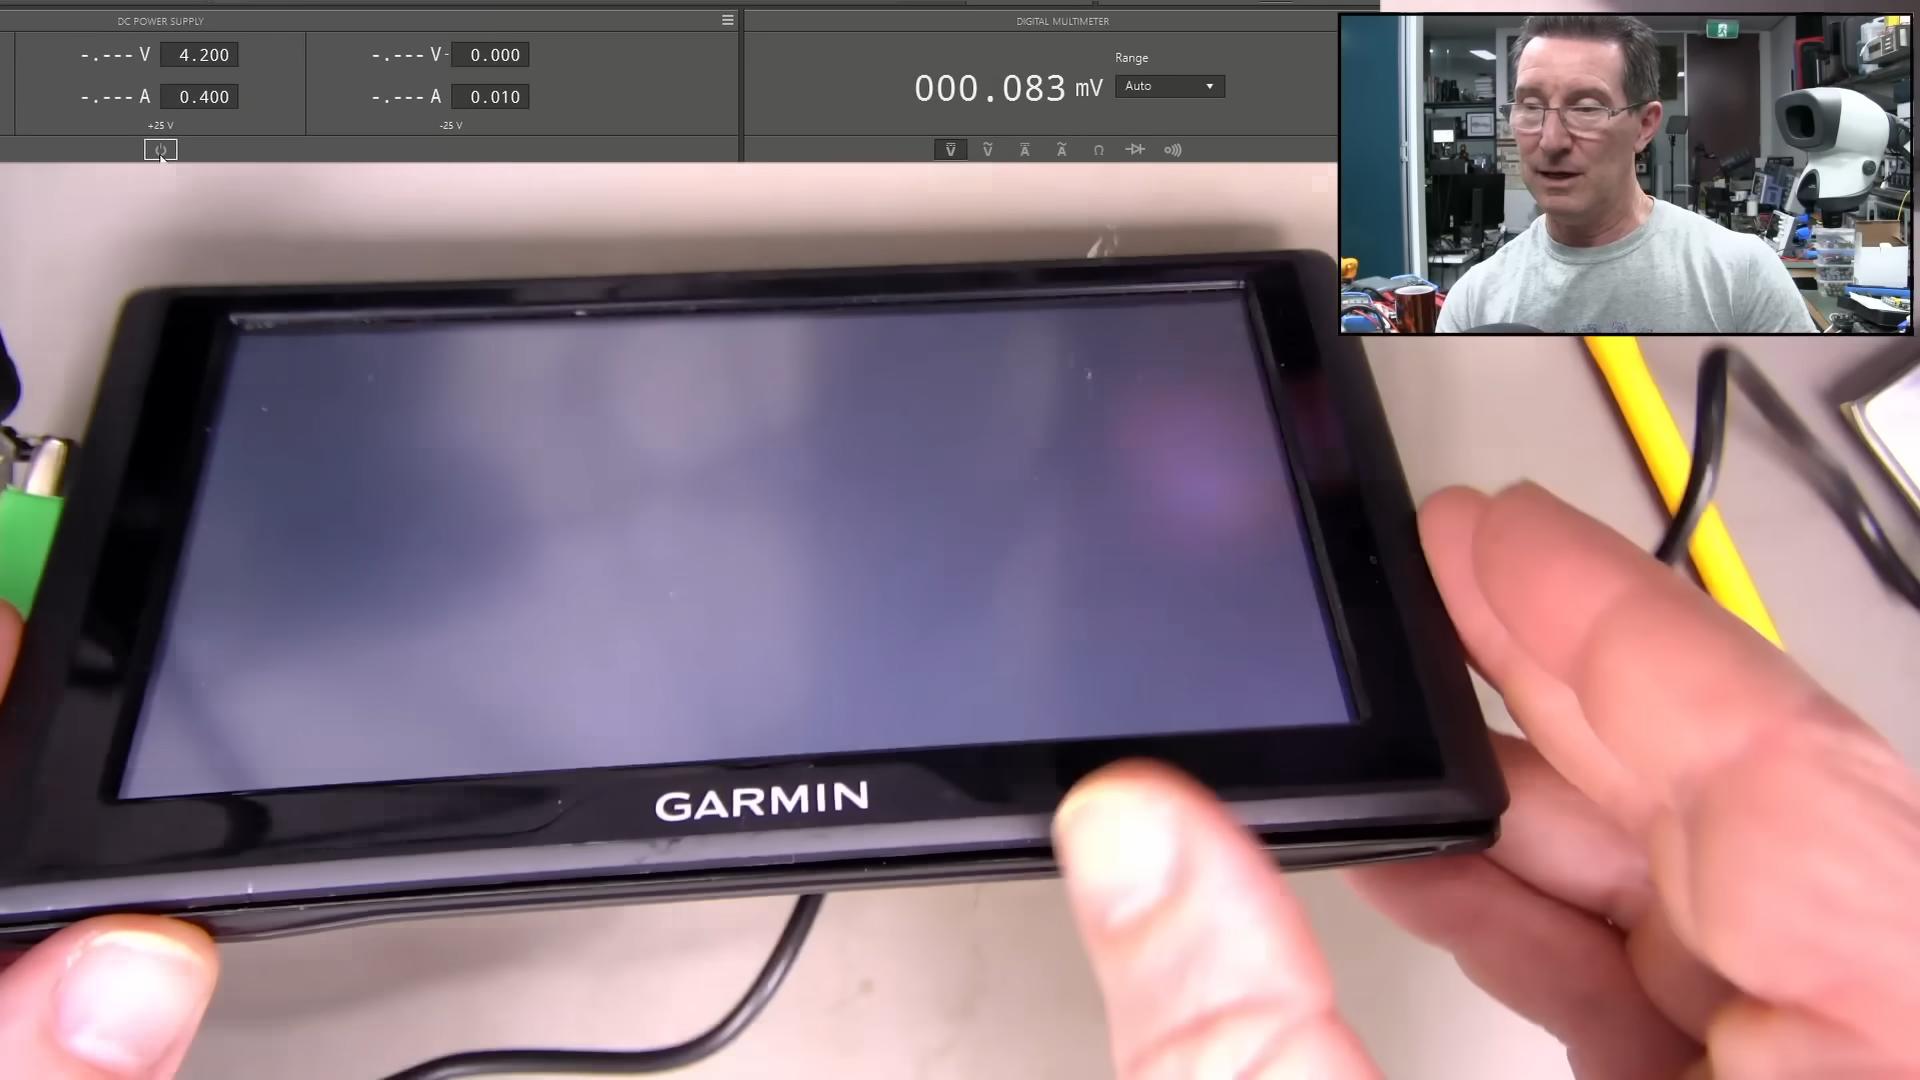 DC POWER SUPPLY
-.--- V 4.200
-.--- A 0.400
+25 V
-.--- V - 0.000
-.--- A 0.010
-25 V
DIGITAL MULTIMETER
000.083 mV
Range
Auto
V V A A Ω
GARMIN